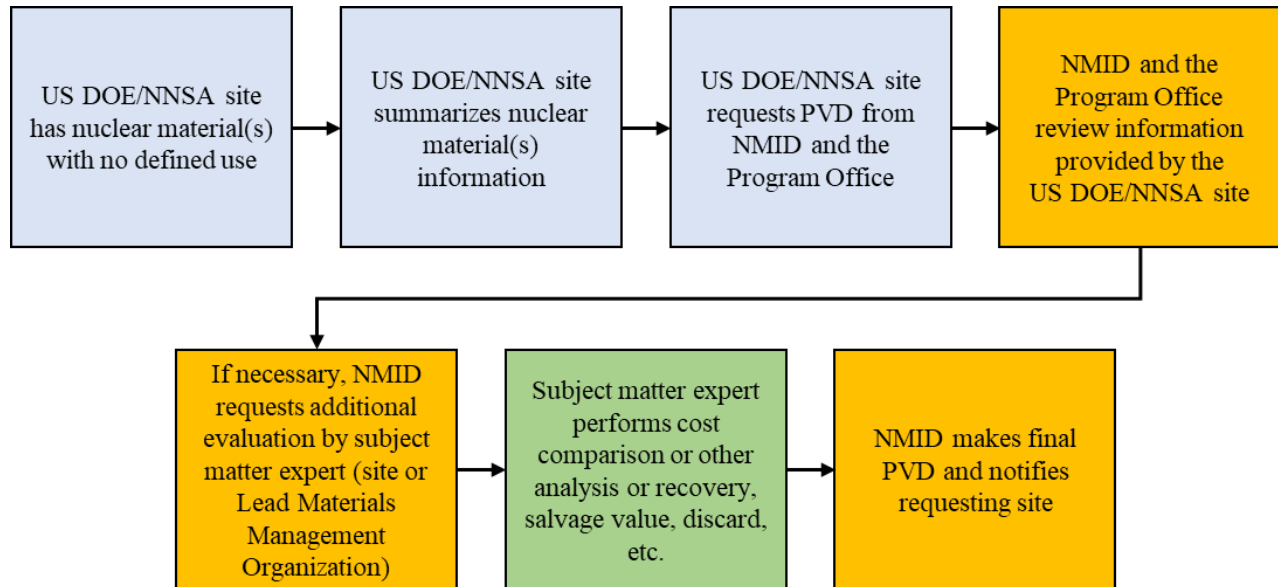 US DOE/NNSA site
has nuclear material(s)
with no defined use
US DOE/NNSA site
summarizes nuclear
material(s)
information
US DOE/NNSA site
requests PVD from
NMID and the
Program Office
NMID and the
Program Office
review information
provided by the
US DOE/NNSA site
If necessary, NMID
requests additional
evaluation by subject
matter expert (site or
Lead Materials
Management
Organization)
Subject matter expert
performs cost
comparison or other
analysis or recovery,
salvage value, discard,
etc.
NMID makes final
PVD and notifies
requesting site